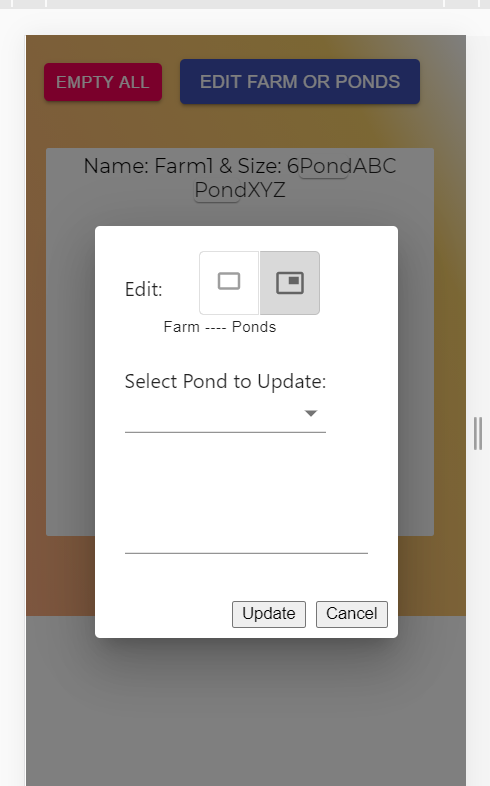 EMPTY ALL
EDIT FARM OR PONDS
Name: Farm1 & Size: 6PondABC
PondXYZ
Edit:
Farm ---- Ponds
Select Pond to Update:
Update
Cancel